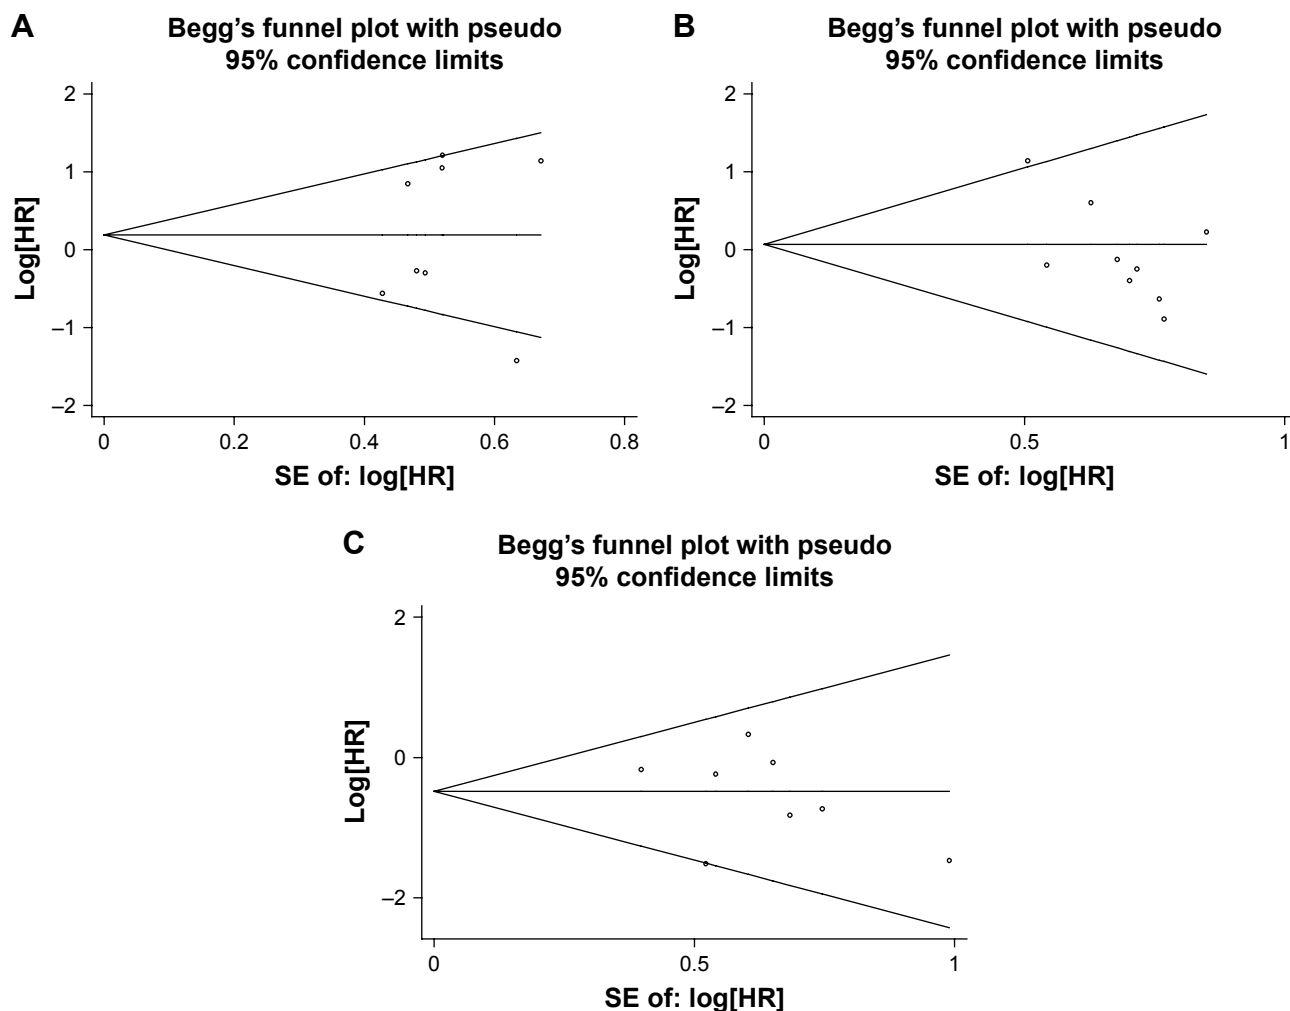 A
Begg’s funnel plot with pseudo
95% confidence limits
2
1
0
–1
–2
Log[HR]
0
0.2
0.4
0.6
0.8
SE of: log[HR]
B
Begg’s funnel plot with pseudo
95% confidence limits
2
1
0
–1
–2
Log[HR]
0
0.5
1
SE of: log[HR]
C
Begg’s funnel plot with pseudo
95% confidence limits
2
0
–2
Log[HR]
0
0.5
1
SE of: log[HR]